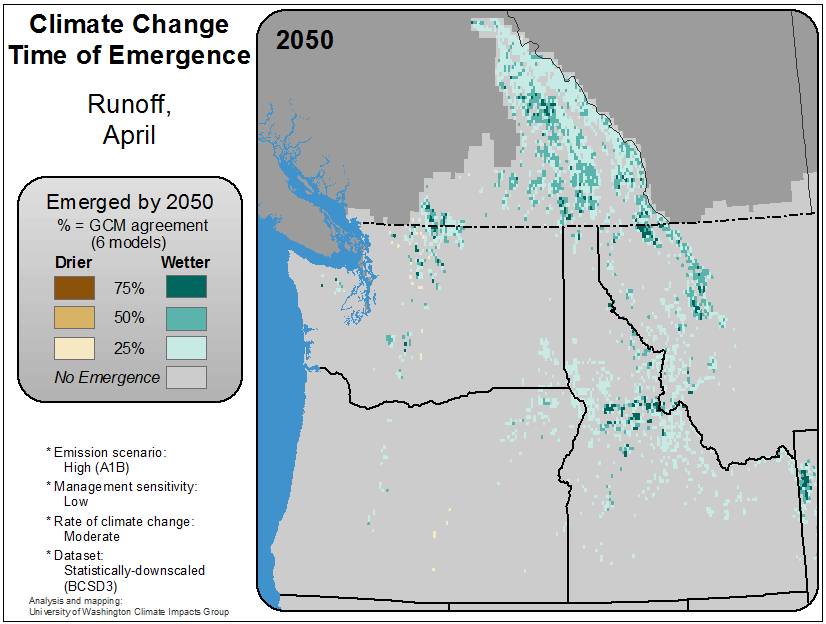 Climate Change
Time of Emergence
Runoff,
April
Emerged by 2050
% = GCM agreement
(6 models)
Drier Wetter
75%
50%
25%
No Emergence
* Emission scenario:
High (A1B)
* Management sensitivity:
Low
* Rate of climate change:
Moderate
* Dataset:
Statistically-downscaled
(BCSD3)
Analysis and mapping:
University of Washington Climate Impacts Group
2050